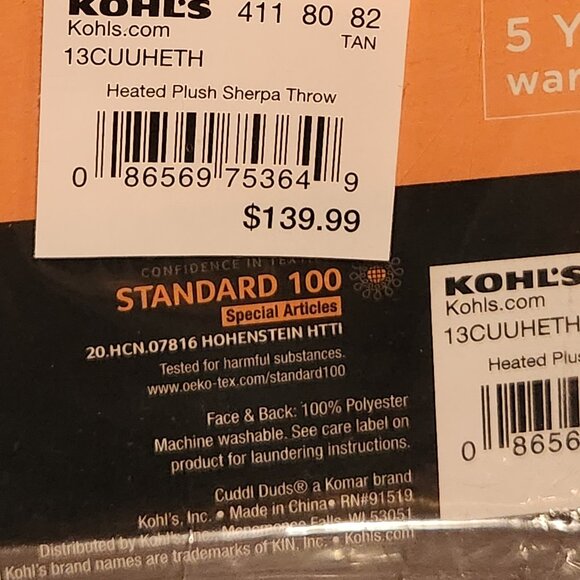 KOHL'S 411 80 82
Kohls.com TAN
13CUUHETH
Heated Plush Sherpa Throw
0 86569 75364 9
$139.99
5 Y
war
CONFIDENCE IN TEX
STANDARD 100
Special Articles
20.HCN.07816 HOHENSTEIN HTTI
Tested for harmful substances.
www.oeko-tex.com/standard100
Face & Back: 100% Polyester
Machine washable. See care label on
product for laundering instructions.
Cuddl Duds® a Komar brand
Kohl's, Inc. • Made in China • RN#91519
Distributed by Kohl's, Inc. Menomonee Falls, WI 53051
Kohl's brand names are trademarks of KIN, Inc. • Kohls.com
KOHL'S
Kohls.com
13CUUHETH
Heated Plus
0 8656